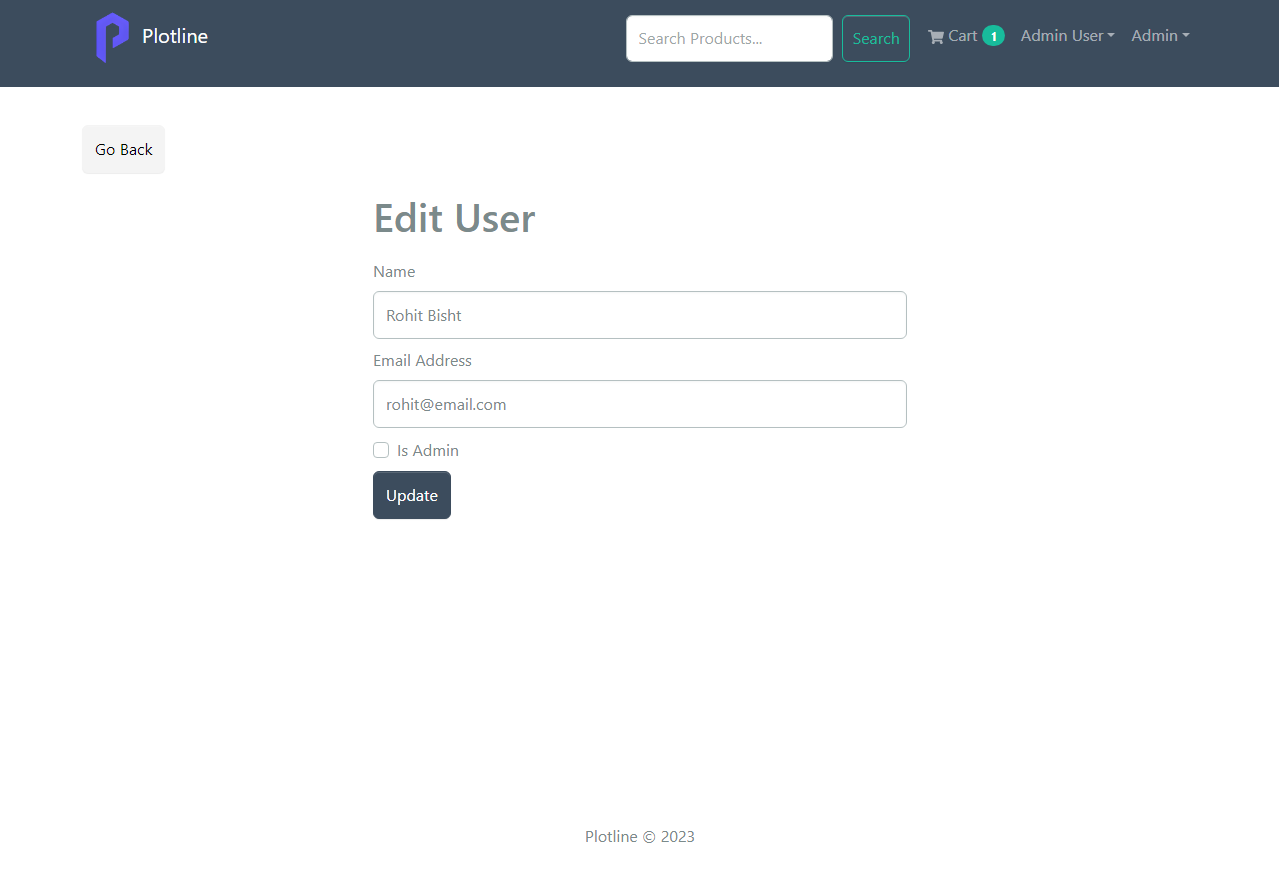 Plotline
Search Products...
Search
Cart 1
Admin User
Admin
Go Back
Edit User
Name
Rohit Bisht
Email Address
rohit@email.com
Is Admin
Update
Plotline © 2023